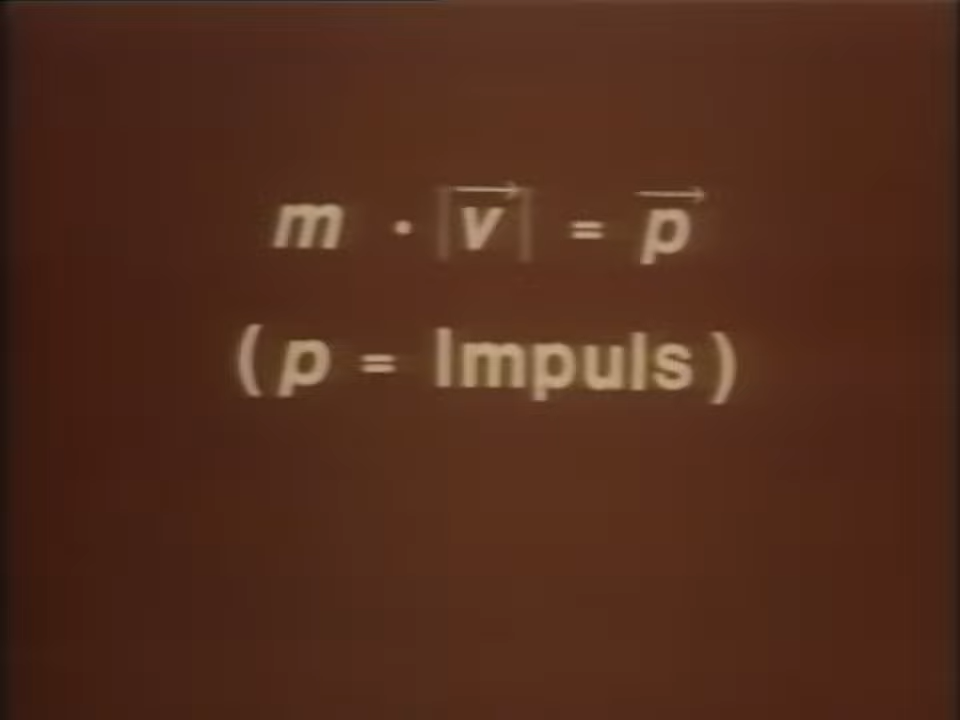 m · |v⃗| = p⃗
(p = Impuls)